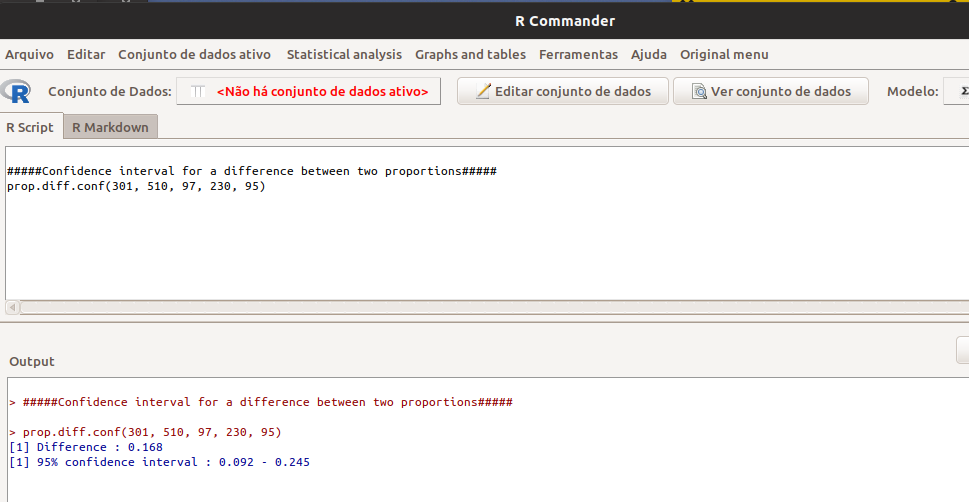 R Commander
Arquivo Editar Conjunto de dados ativo Statistical analysis Graphs and tables Ferramentas Ajuda Original menu
R Conjunto de Dados: <Não há conjunto de dados ativo> Editar conjunto de dados Ver conjunto de dados Modelo: Σ
R Script R Markdown
#####Confidence interval for a difference between two proportions#####
prop.diff.conf(301, 510, 97, 230, 95)
Output
> #####Confidence interval for a difference between two proportions#####
> prop.diff.conf(301, 510, 97, 230, 95)
[1] Difference : 0.168
[1] 95% confidence interval : 0.092 - 0.245